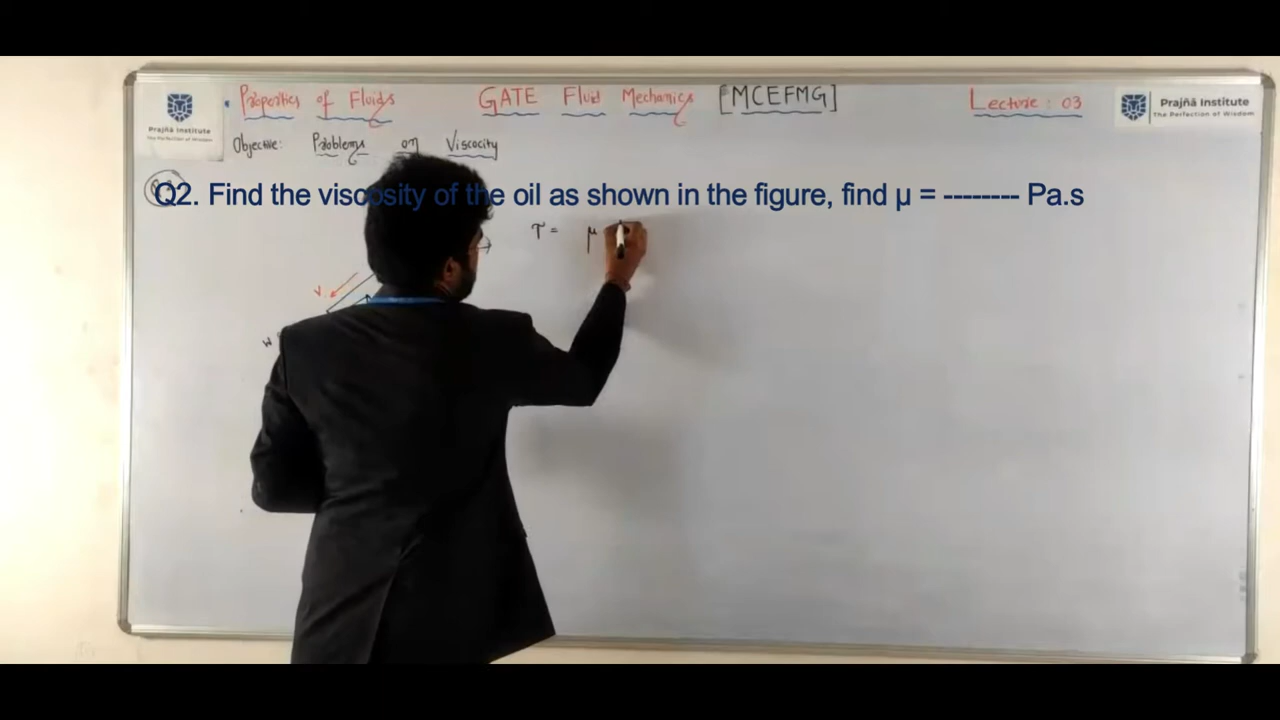 Properties of Fluids GATE Fluid Mechanics [MCEFMG] Lecture: 03
Prajñā Institute
The Perfection of Wisdom
Prajñā Institute
The Perfection of Wisdom
Objective: Problems on Viscocity
Q2. Find the viscosity of the oil as shown in the figure, find µ = -------- Pa.s
τ = µ
V
W